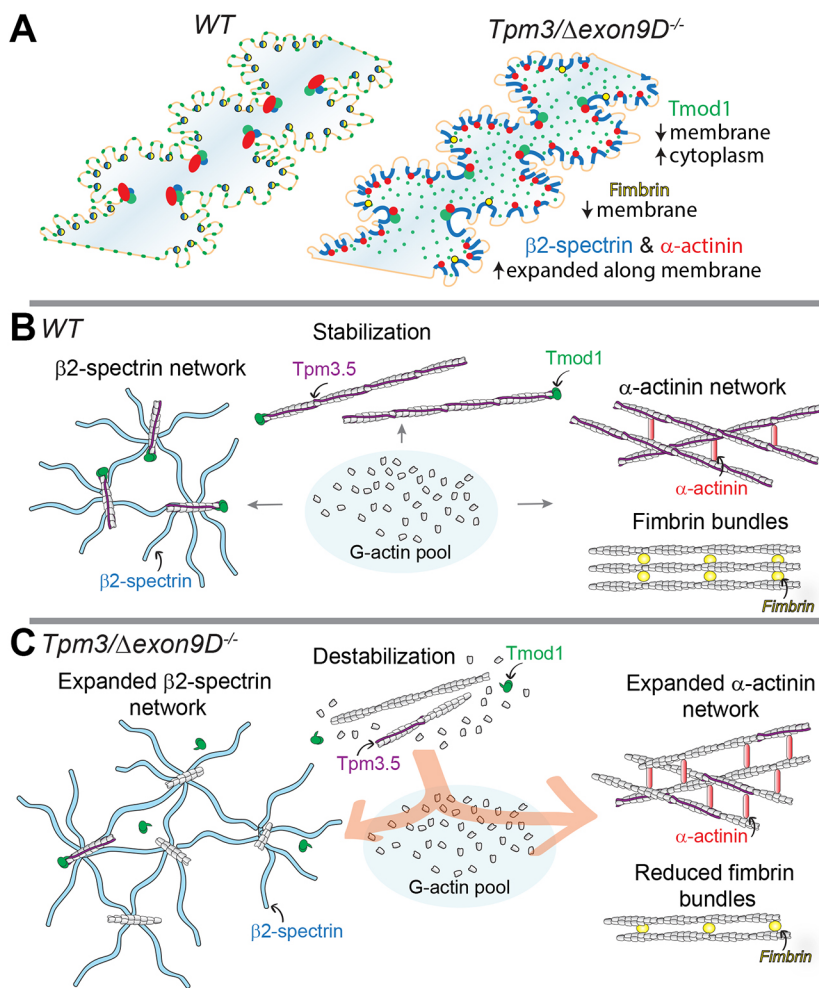 A
WT
Tpm3/Δexon9D-/-
Tmod1
↓membrane
↑cytoplasm
Fimbrin
↓membrane
β2-spectrin & α-actinin
↑expanded along membrane
B WT
Stabilization
β2-spectrin network
Tpm3.5
Tmod1
α-actinin network
α-actinin
Fimbrin bundles
G-actin pool
β2-spectrin
Fimbrin
C Tpm3/Δexon9D-/-
Expanded β2-spectrin
network
Destabilization
Tmod1
Tpm3.5
Expanded α-actinin
network
α-actinin
G-actin pool
Reduced fimbrin
bundles
β2-spectrin
Fimbrin